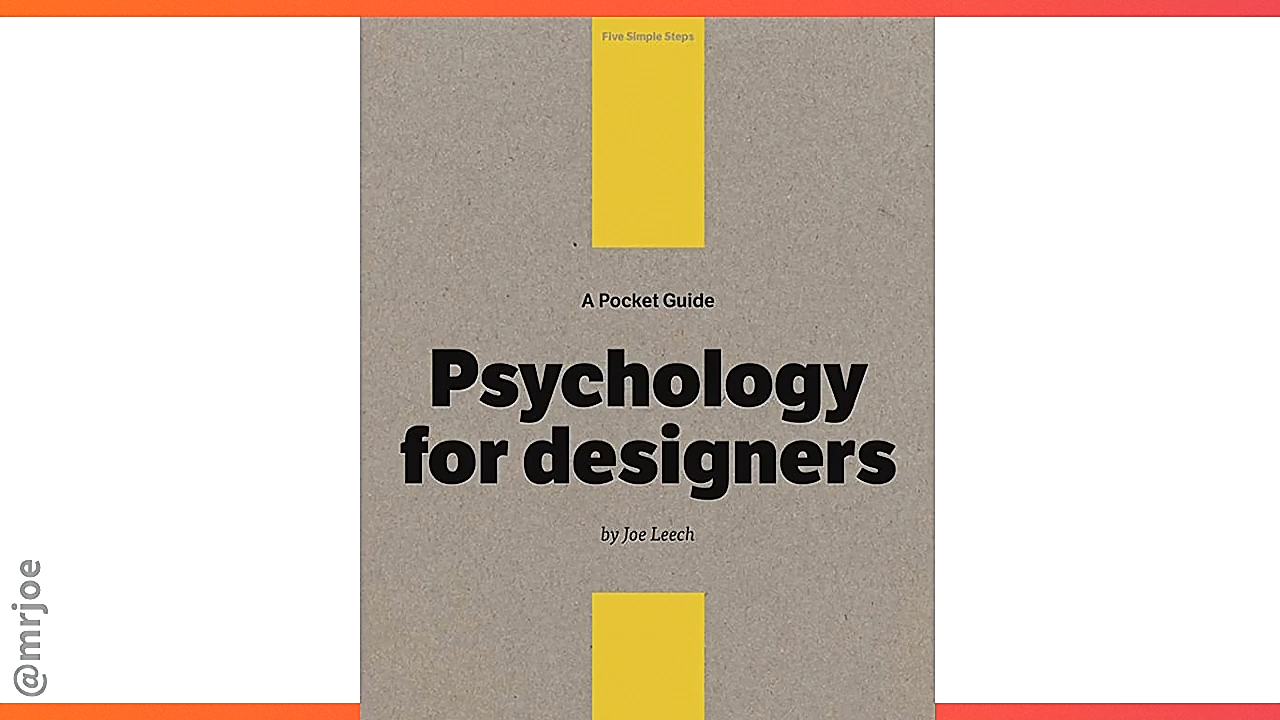 Five Simple Steps
A Pocket Guide
Psychology
for designers
by Joe Leech
@mrjoe